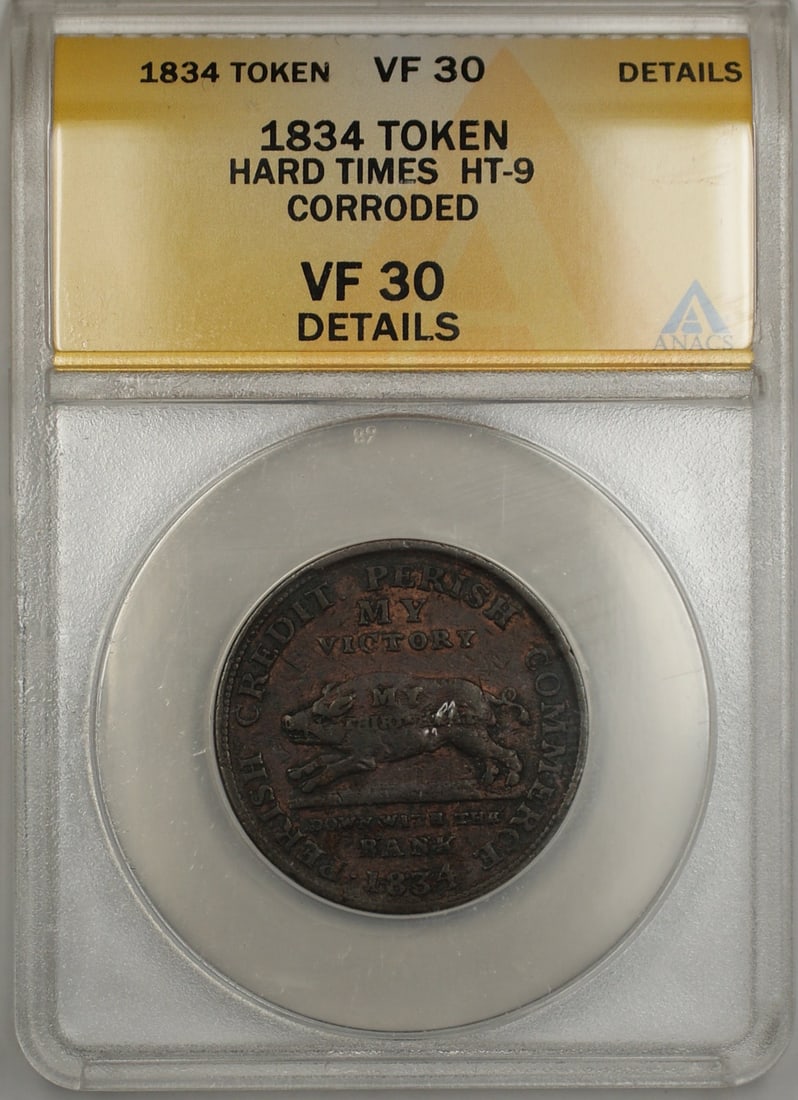 1834 TOKEN VF 30 DETAILS
1834 TOKEN
HARD TIMES HT-9
CORRODED
VF 30
DETAILS
ANACS
PERISH CREDIT. PERISH COMMERCE
MY
VICTORY
MY
DOWN WITH THE
BANK
1834